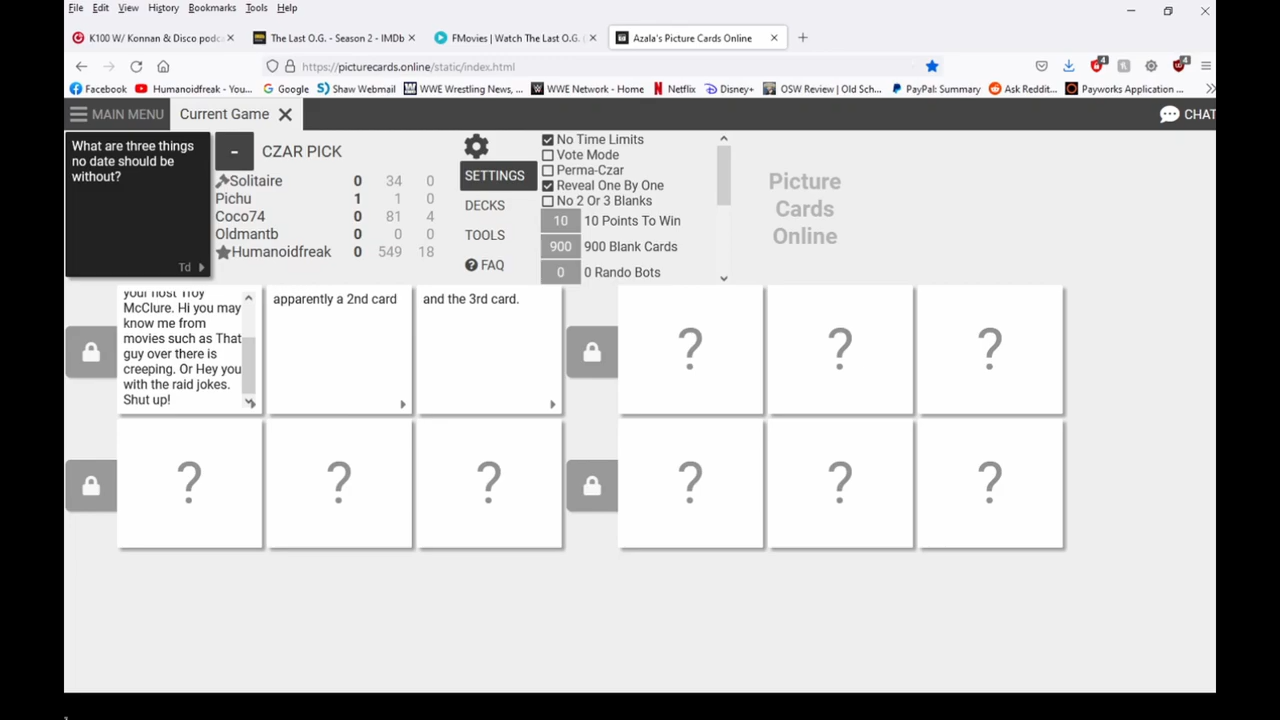 File Edit View History Bookmarks Tools Help
K100 W/ Konnan & Disco podc
The Last O.G. - Season 2 - IMDb
FMovies | Watch The Last O.G. (
Azala's Picture Cards Online
https://picturecards.online/static/index.html
Facebook
Humanoidfreak - You...
Google
Shaw Webmail
WWE Wrestling News, ...
WWE Network - Home
Netflix
Disney+
OSW Review | Old Sch...
PayPal: Summary
Ask Reddit...
Payworks Application ...
MAIN MENU
Current Game
CHAT
What are three things
no date should be
without?
Td
-
CZAR PICK
Solitaire 0 34 0
Pichu 1 1 0
Coco74 0 81 4
Oldmantb 0 0 0
Humanoidfreak 0 549 18
SETTINGS
DECKS
TOOLS
FAQ
No Time Limits
Vote Mode
Perma-Czar
Reveal One By One
No 2 Or 3 Blanks
10 10 Points To Win
900 900 Blank Cards
0 0 Rando Bots
Picture
Cards
Online
your host Troy
McClure. Hi you may
know me from
movies such as That
guy over there is
creeping. Or Hey you
with the raid jokes.
Shut up!
apparently a 2nd card
and the 3rd card.
? ? ?
? ? ? ? ? ?